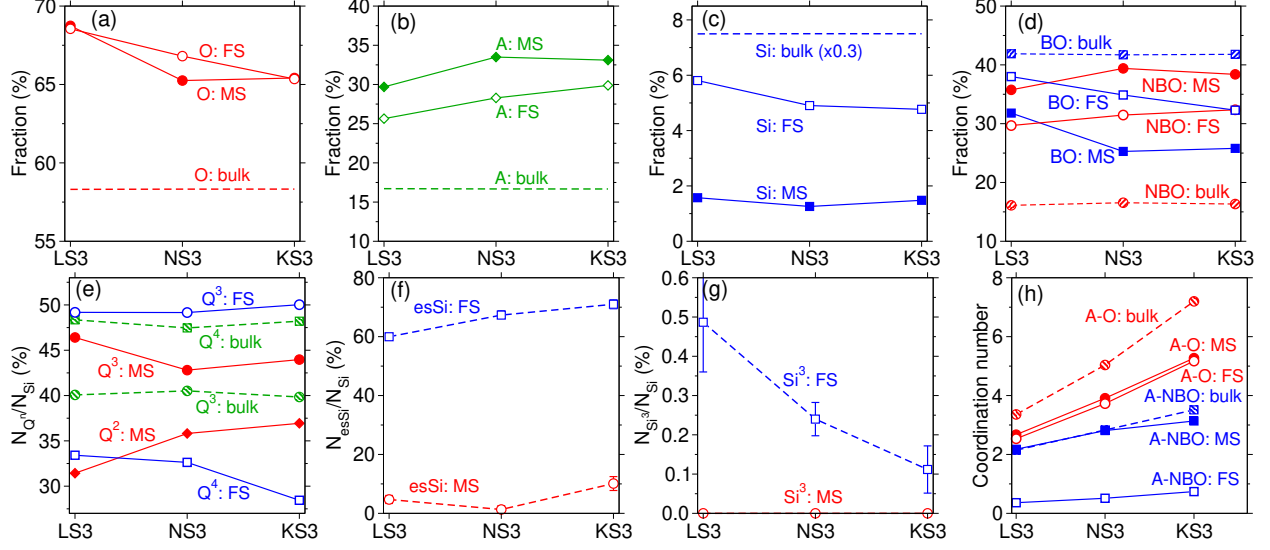 (a)
70
65
60
55
Fraction (%)
O: FS
O: MS
O: bulk
LS3 NS3 KS3
(b)
50
45
40
35
30
25
20
15
10
Fraction (%)
A: MS
A: FS
A: bulk
LS3 NS3 KS3
(c)
8
6
4
2
0
Fraction (%)
Si: bulk (x0.3)
Si: FS
Si: MS
LS3 NS3 KS3
(d)
50
40
30
20
10
Fraction (%)
BO: bulk
NBO: MS
BO: FS
NBO: FS
BO: MS
NBO: bulk
LS3 NS3 KS3
(e)
50
45
40
35
30
N_Qⁿ/N_Si (%)
Q³: FS
Q⁴: bulk
Q³: MS
Q³: bulk
Q²: MS
Q⁴: FS
LS3 NS3 KS3
(f)
80
60
40
20
0
N_esSi/N_Si (%)
esSi: FS
esSi: MS
LS3 NS3 KS3
(g)
0.6
0.5
0.4
0.3
0.2
0.1
0.0
N_Si³/N_Si (%)
Si³: FS
Si³: MS
LS3 NS3 KS3
(h)
8
6
4
2
0
Coordination number
A-O: bulk
A-O: MS
A-O: FS
A-NBO: bulk
A-NBO: MS
A-NBO: FS
LS3 NS3 KS3